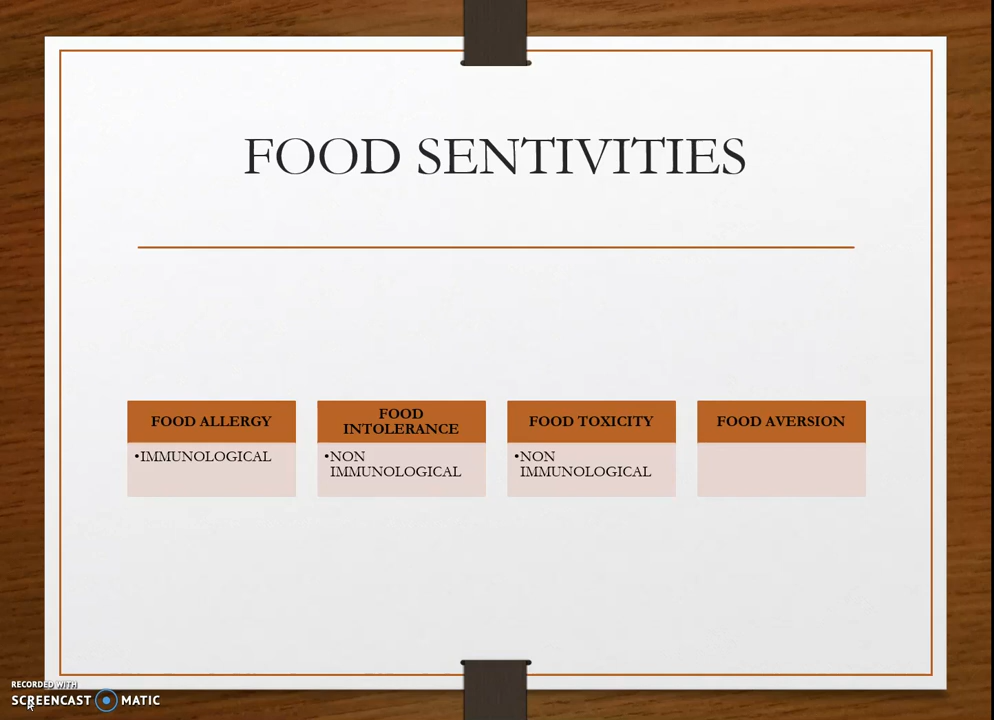 FOOD SENTIVITIES
FOOD ALLERGY
•IMMUNOLOGICAL
FOOD
INTOLERANCE
•NON
IMMUNOLOGICAL
FOOD TOXICITY
•NON
IMMUNOLOGICAL
FOOD AVERSION
RECORDED WITH
SCREENCAST MATIC